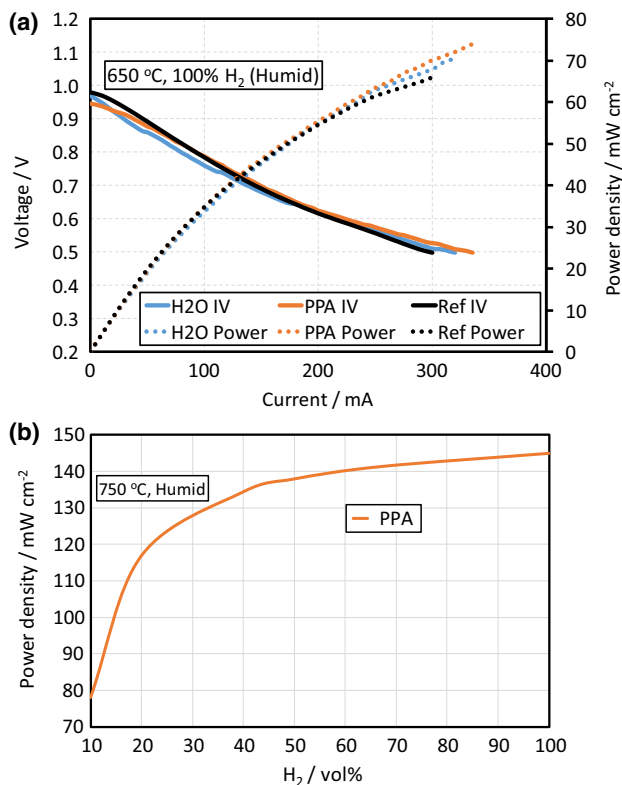 (a)
1.2
1.1
1.0
0.9
0.8
0.7
0.6
0.5
0.4
0.3
0.2
Voltage / V
650 °C, 100% H₂ (Humid)
80
70
60
50
40
30
20
10
0
Power density / mW cm⁻²
H2O IV PPA IV Ref IV
H2O Power PPA Power Ref Power
0 100 200 300 400
Current / mA
(b)
150
140
130
120
110
100
90
80
70
Power density / mW cm⁻²
750 °C, Humid
PPA
10 20 30 40 50 60 70 80 90 100
H₂ / vol%